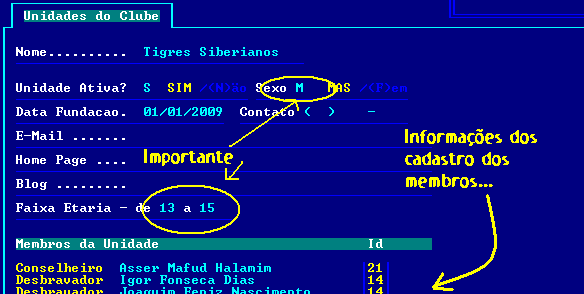 Unidades do Clube
Nome.......... Tigres Siberianos
Unidade Ativa? S SIM /(N)ão Sexo M MAS /(F)em
Data Fundacao. 01/01/2009 Contato ( ) -
E-Mail .......
Informações dos
cadastro dos
membros...
Home Page ....
Importante
Blog .........
Faixa Etaria - de 13 a 15
Membros da Unidade Id
Conselheiro Asser Mafud Halamim 21
Desbravador Igor Fonseca Dias 14
Desbravador Joaquim Feniz Nascimento 14